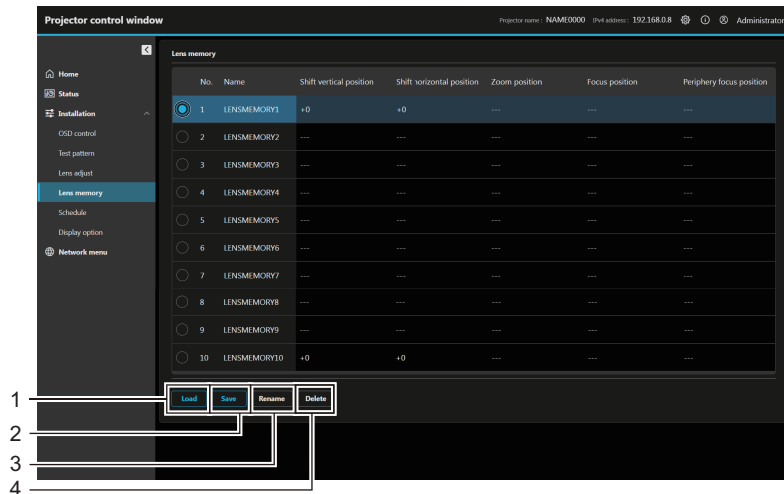 Projector control window
Projector name : NAME0000 IPv4 address : 192.168.0.8 Administrator
Home
Status
Installation
OSD control
Test pattern
Lens adjust
Lens memory
Schedule
Display option
Network menu
Lens memory
No. Name Shift vertical position Shift horizontal position Zoom position Focus position Periphery focus position
1 LENSMEMORY1 +0 +0 --- --- ---
2 LENSMEMORY2 --- --- --- --- ---
3 LENSMEMORY3 --- --- --- --- ---
4 LENSMEMORY4 --- --- --- --- ---
5 LENSMEMORY5 --- --- --- --- ---
6 LENSMEMORY6 --- --- --- --- ---
7 LENSMEMORY7 --- --- --- --- ---
8 LENSMEMORY8 --- --- --- --- ---
9 LENSMEMORY9 --- --- --- --- ---
10 LENSMEMORY10 +0 +0 --- --- ---
Load Save Rename Delete
1
2
3
4